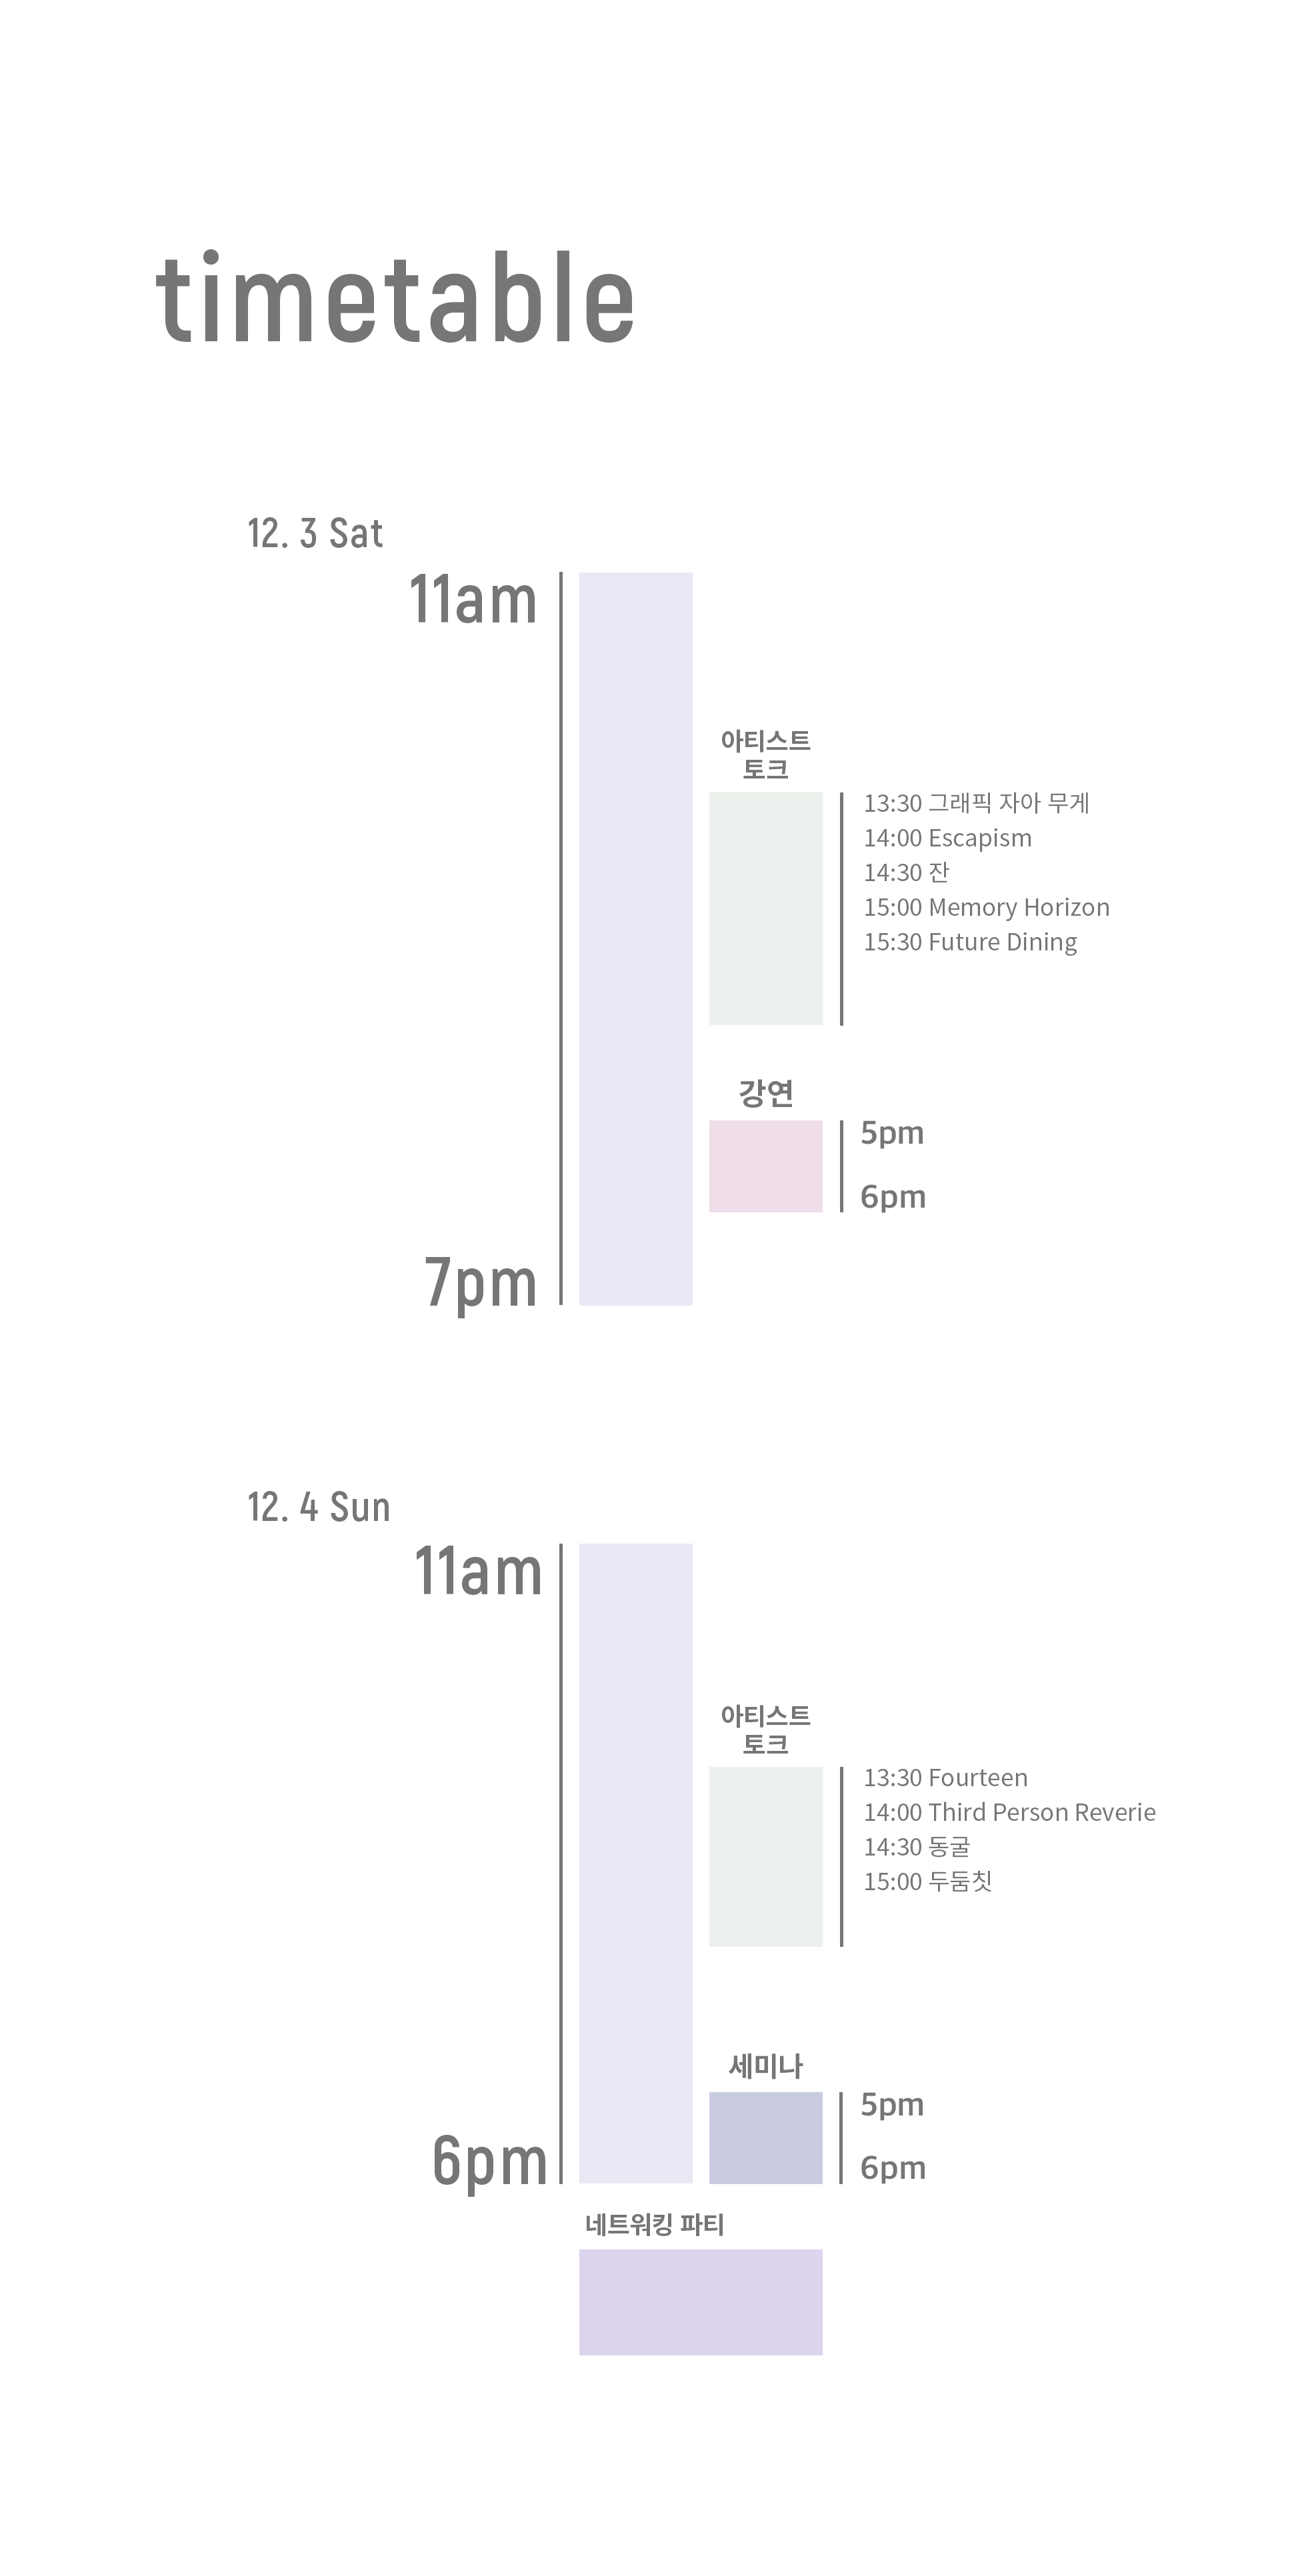 timetable
12. 3 Sat
11am
아티스트
토크
13:30 그래픽 자아 무게
14:00 Escapism
14:30 잔
15:00 Memory Horizon
15:30 Future Dining
강연
5pm
6pm
7pm
12. 4 Sun
11am
아티스트
토크
13:30 Fourteen
14:00 Third Person Reverie
14:30 동굴
15:00 두둠칫
세미나
5pm
6pm
6pm
네트워킹 파티